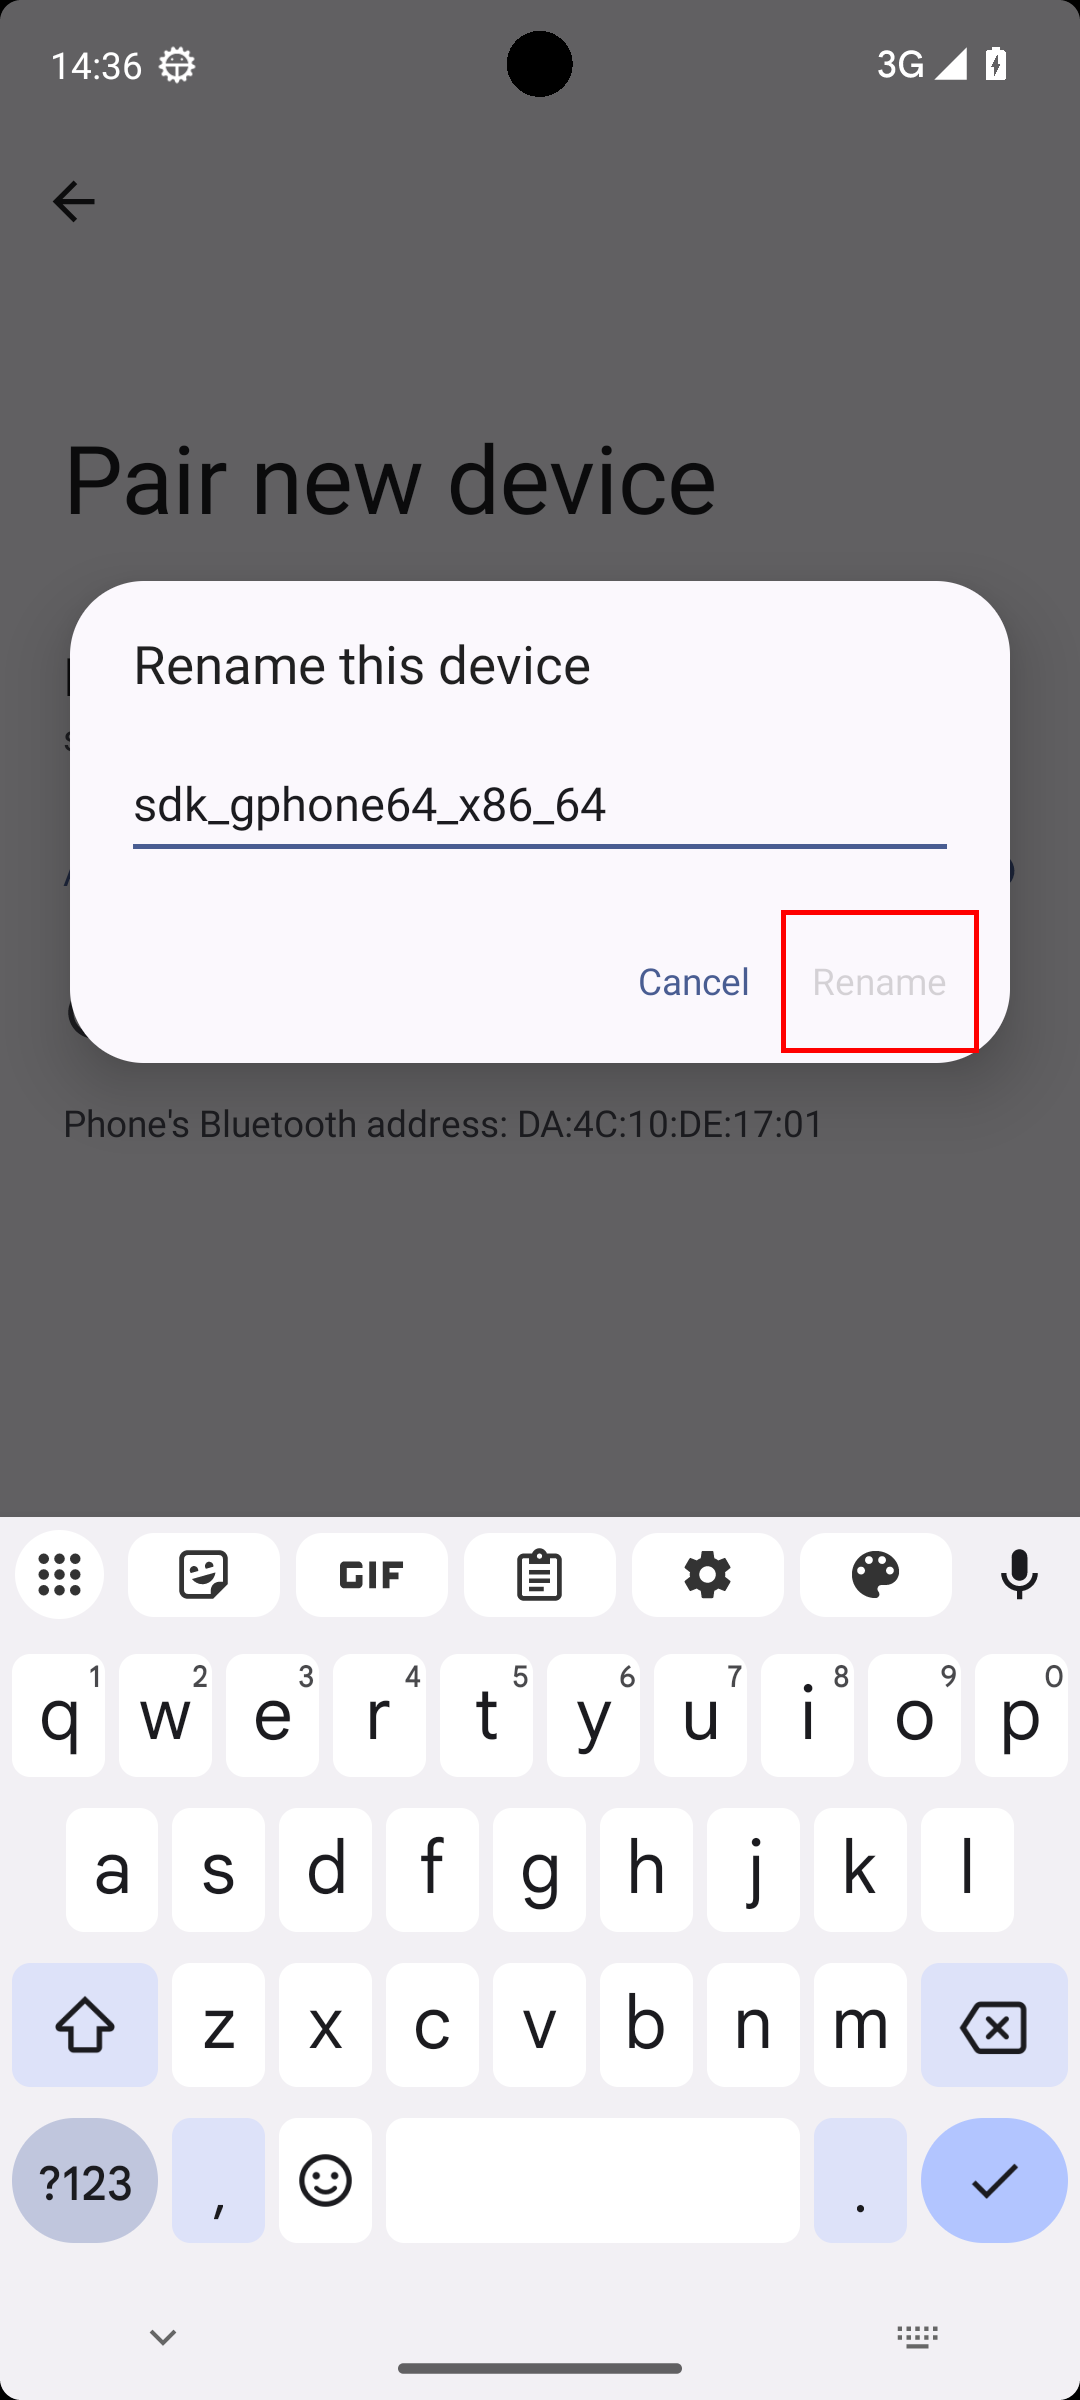 14:36
3G
Pair new device
Rename this device
sdk_gphone64_x86_64
Cancel Rename
Phone's Bluetooth address: DA:4C:10:DE:17:01
GIF
q 1 w 2 e 3 r 4 t 5 y 6 u 7 i 8 o 9 p 0
a s d f g h j k l
z x c v b n m
?123 , .